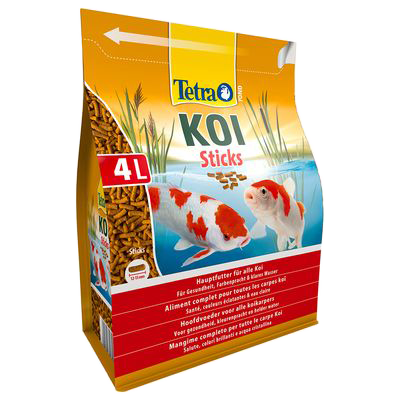 Tetra
POND
KOI
Sticks
4L
Sticks
Hauptfutter für alle Koi
Für Gesundheit, Farbenpracht & klares Wasser
Aliment complet pour toutes les carpes koï
Santé, couleurs éclatantes & eau claire
Hoofdvoeder voor alle koikarpers
Voor gezondheid, kleurenpracht en helder water
Mangime completo per tutte le carpe Koi
Salute, colori brillanti e acqua cristallina